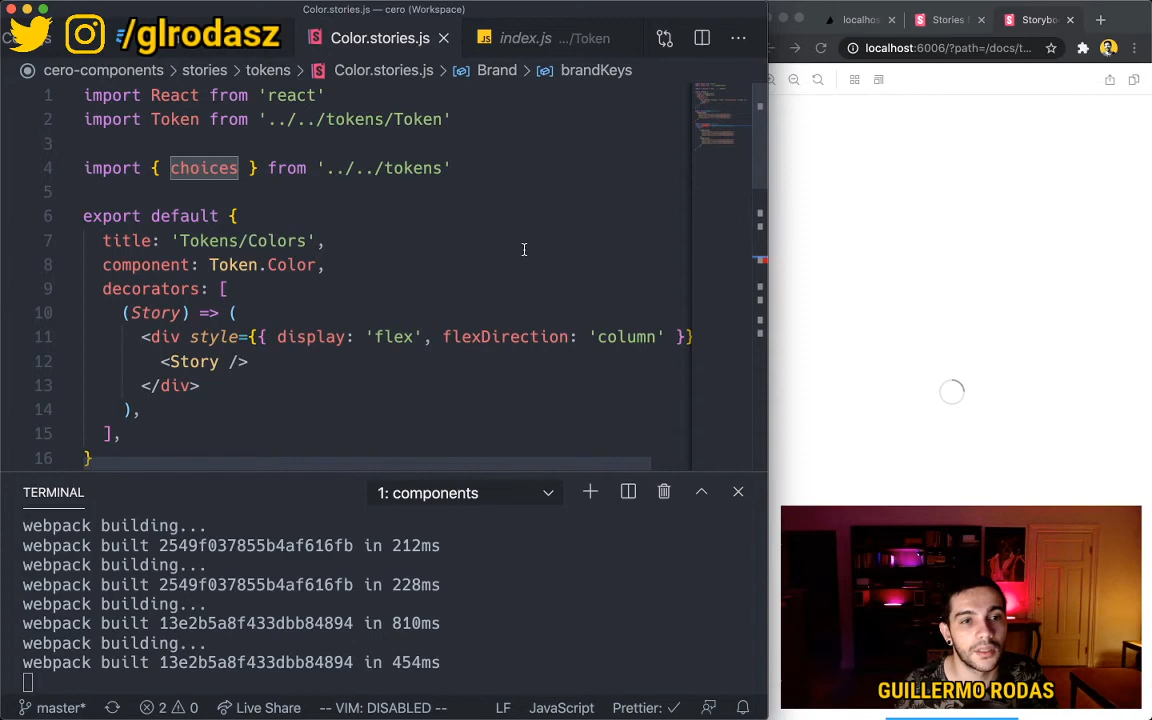 Color.stories.js — cero (Workspace)
/glrodasz
Color.stories.js
index.js .../Token
localhos
Stories
Storyb
localhost:6006/?path=/docs/t...
cero-components stories tokens Color.stories.js Brand brandKeys
1 import React from 'react'
2 import Token from '../../tokens/Token'
3
4 import { choices } from '../../tokens'
5
6 export default {
7 title: 'Tokens/Colors',
8 component: Token.Color,
9 decorators: [
10 (Story) => (
11 <div style={{ display: 'flex', flexDirection: 'column' }}
12 <Story />
13 </div>
14 ),
15 ],
16 }
TERMINAL
1: components
webpack building...
webpack built 2549f037855b4af616fb in 212ms
webpack building...
webpack built 2549f037855b4af616fb in 228ms
webpack building...
webpack built 13e2b5a8f433dbb84894 in 810ms
webpack building...
webpack built 13e2b5a8f433dbb84894 in 454ms
GUILLERMO RODAS
master* 2 0 Live Share -- VIM: DISABLED -- LF JavaScript Prettier: ✓